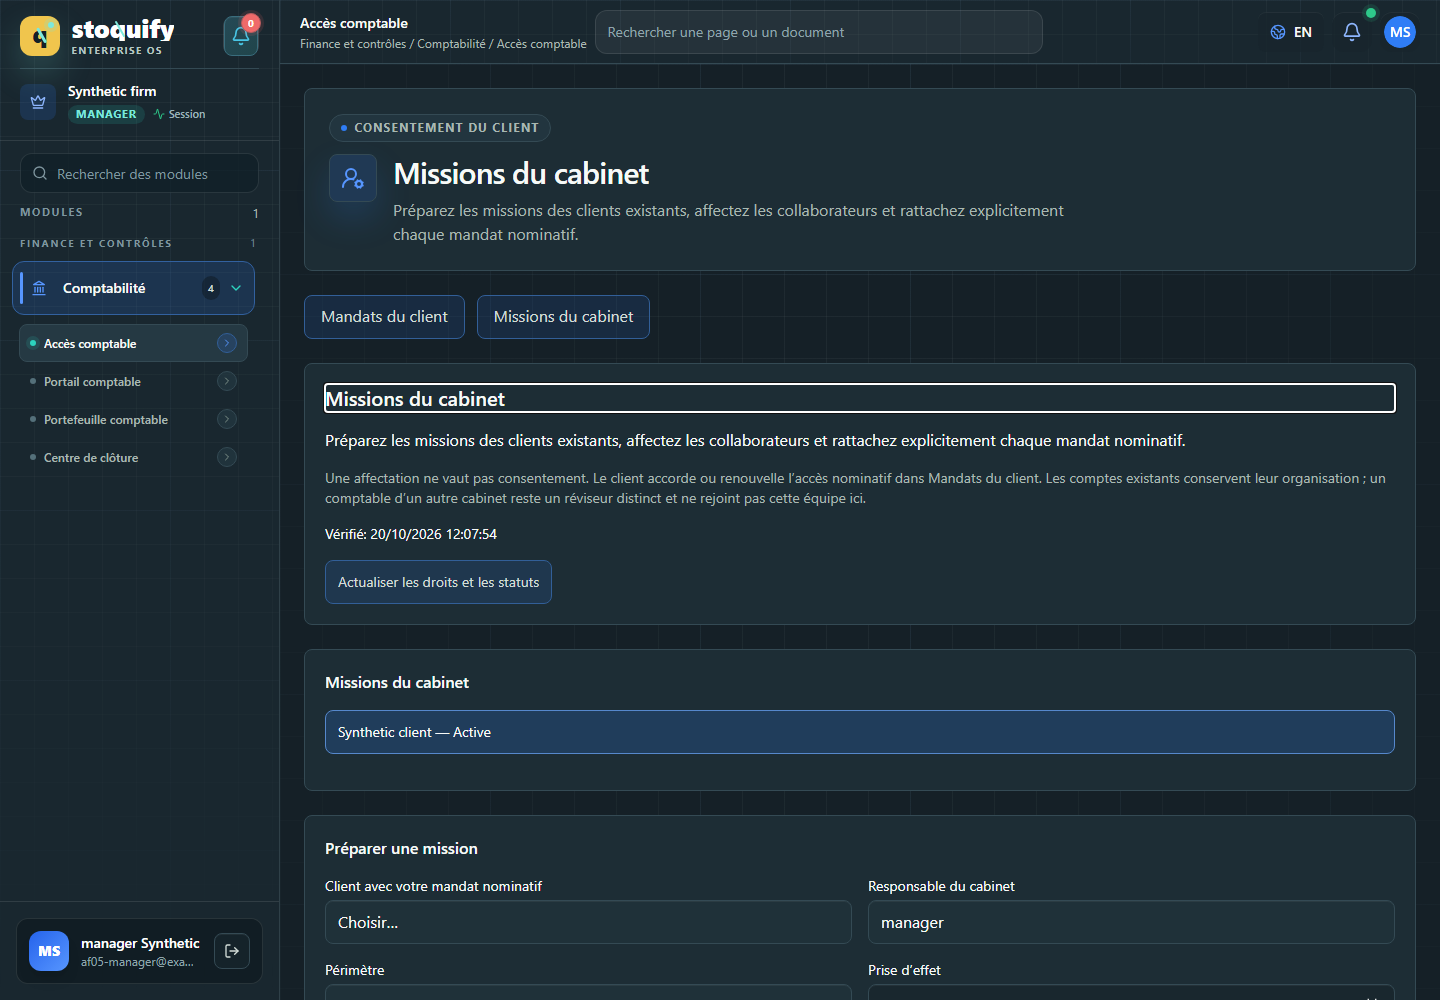 stoquify
ENTERPRISE OS
0
Synthetic firm
MANAGER
Session
Rechercher des modules
MODULES
1
FINANCE ET CONTRÔLES
1
Comptabilité
4
Accès comptable
Portail comptable
Portefeuille comptable
Centre de clôture
MS
manager Synthetic
af05-manager@exa...
Accès comptable
Finance et contrôles / Comptabilité / Accès comptable
Rechercher une page ou un document
EN
MS
CONSENTEMENT DU CLIENT
Missions du cabinet
Préparez les missions des clients existants, affectez les collaborateurs et rattachez explicitement
chaque mandat nominatif.
Mandats du client
Missions du cabinet
Missions du cabinet
Préparez les missions des clients existants, affectez les collaborateurs et rattachez explicitement chaque mandat nominatif.
Une affectation ne vaut pas consentement. Le client accorde ou renouvelle l’accès nominatif dans Mandats du client. Les comptes existants conservent leur organisation ; un
comptable d’un autre cabinet reste un réviseur distinct et ne rejoint pas cette équipe ici.
Vérifié: 20/10/2026 12:07:54
Actualiser les droits et les statuts
Missions du cabinet
Synthetic client — Active
Préparer une mission
Client avec votre mandat nominatif
Responsable du cabinet
Choisir...
manager
Périmètre
Prise d’effet